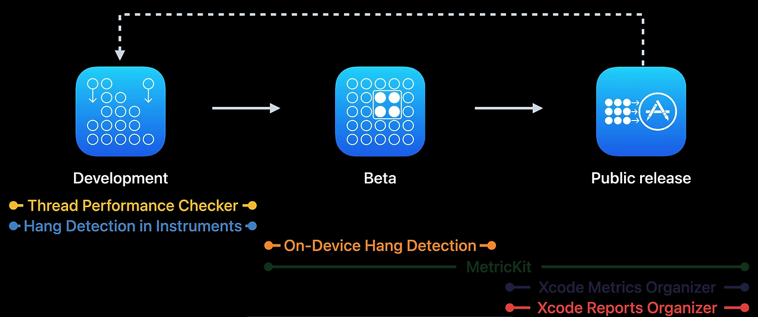 Development
Beta
Public release
Thread Performance Checker
Hang Detection in Instruments
On-Device Hang Detection
MetricKit
Xcode Metrics Organizer
Xcode Reports Organizer